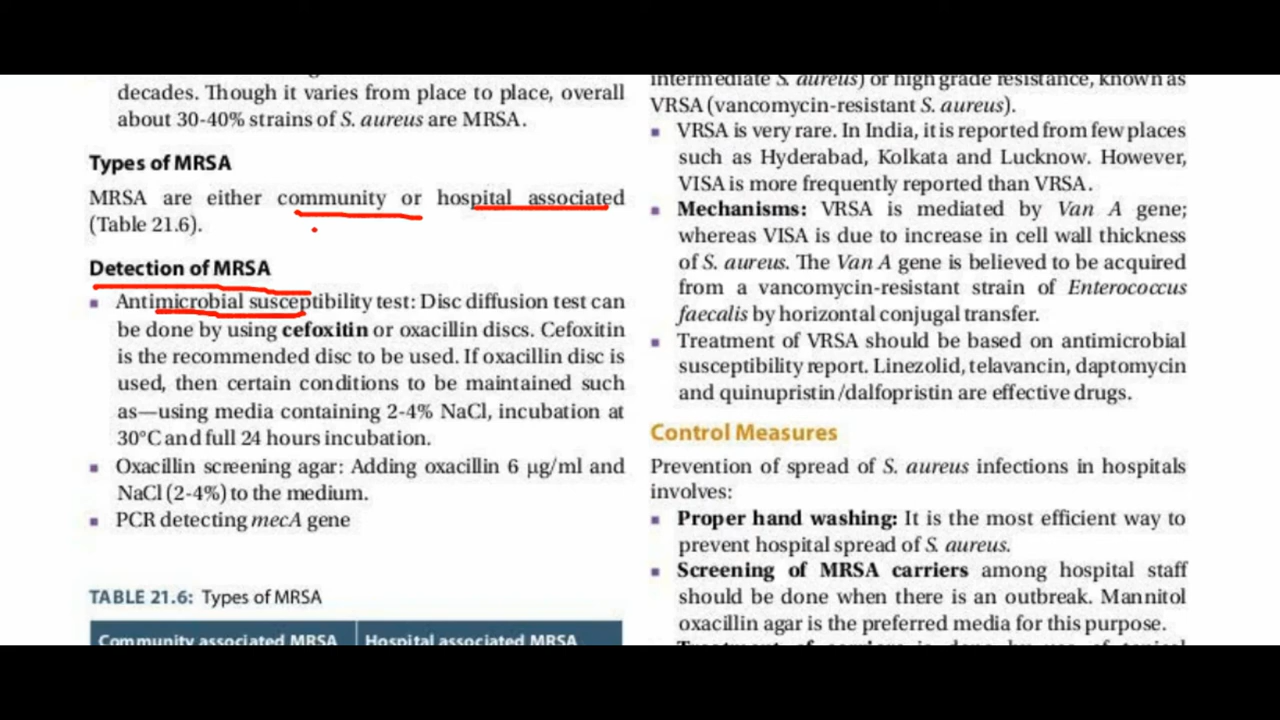 decades. Though it varies from place to place, overall
about 30-40% strains of S. aureus are MRSA.
Types of MRSA
MRSA are either community or hospital associated
(Table 21.6).
Detection of MRSA
▪ Antimicrobial susceptibility test: Disc diffusion test can
be done by using cefoxitin or oxacillin discs. Cefoxitin
is the recommended disc to be used. If oxacillin disc is
used, then certain conditions to be maintained such
as—using media containing 2-4% NaCl, incubation at
30°C and full 24 hours incubation.
▪ Oxacillin screening agar: Adding oxacillin 6 µg/ml and
NaCl (2-4%) to the medium.
▪ PCR detecting mecA gene
TABLE 21.6: Types of MRSA
Community associated MRSA
Hospital associated MRSA
intermediate S. aureus) or high grade resistance, known as
VRSA (vancomycin-resistant S. aureus).
▪ VRSA is very rare. In India, it is reported from few places
such as Hyderabad, Kolkata and Lucknow. However,
VISA is more frequently reported than VRSA.
▪ Mechanisms: VRSA is mediated by Van A gene;
whereas VISA is due to increase in cell wall thickness
of S. aureus. The Van A gene is believed to be acquired
from a vancomycin-resistant strain of Enterococcus
faecalis by horizontal conjugal transfer.
▪ Treatment of VRSA should be based on antimicrobial
susceptibility report. Linezolid, telavancin, daptomycin
and quinupristin/dalfopristin are effective drugs.
Control Measures
Prevention of spread of S. aureus infections in hospitals
involves:
▪ Proper hand washing: It is the most efficient way to
prevent hospital spread of S. aureus.
▪ Screening of MRSA carriers among hospital staff
should be done when there is an outbreak. Mannitol
oxacillin agar is the preferred media for this purpose.